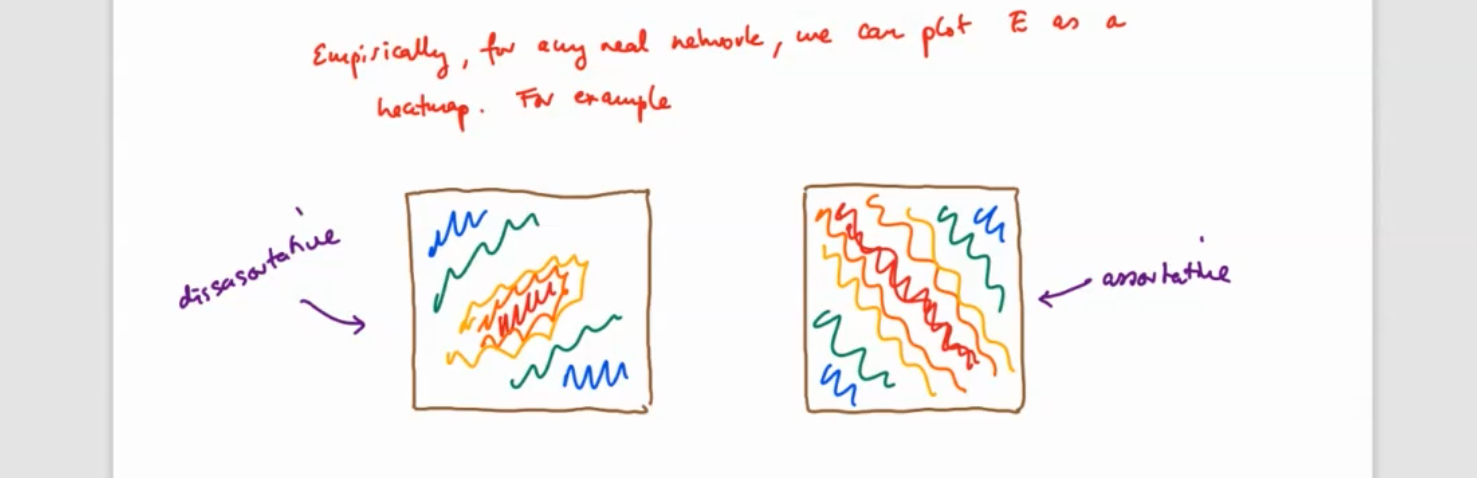 Empirically, for any real network, we can plot E as a
heatmap. For example
dissasortative
assortative